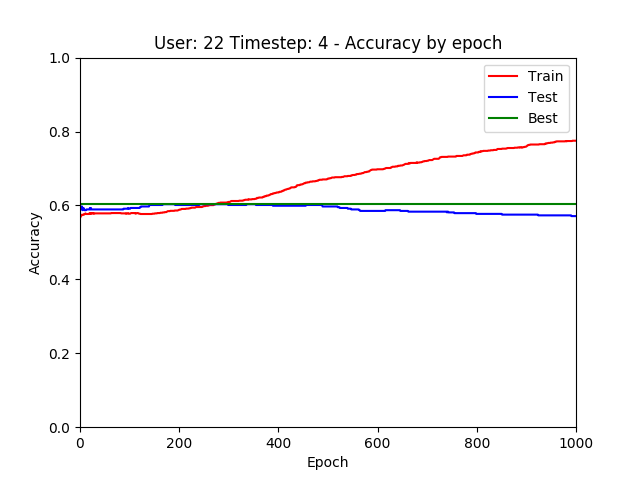 User: 22 Timestep: 4 - Accuracy by epoch
1.0
0.8
0.6
0.4
0.2
0.0
Accuracy
Train
Test
Best
0 200 400 600 800 1000
Epoch